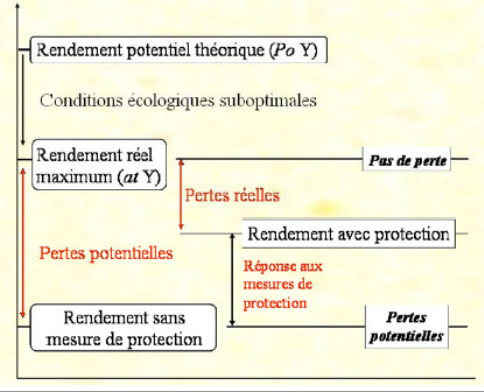 Rendement potentiel théorique (Po Y)
Conditions écologiques suboptimales
Rendement réel
maximum (at Y)
Pas de perte
Pertes réelles
Rendement avec protection
Pertes potentielles
Réponse aux
mesures de
protection
Rendement sans
mesure de protection
Pertes
potentielles